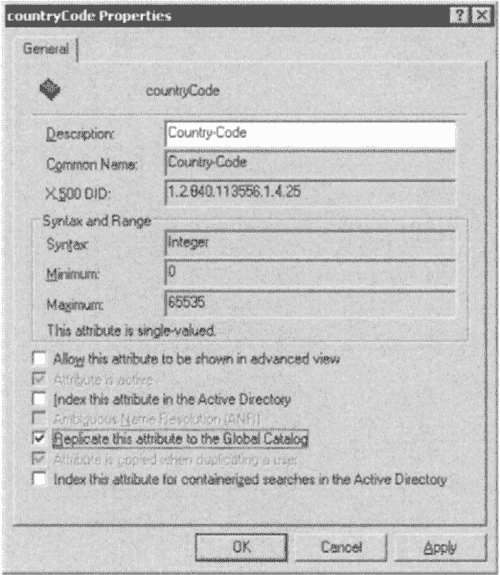 countryCode Properties
General
countryCode
Description:
Country-Code
Common Name:
Country-Code
X.500 OID:
1.2.840.113556.1.4.25
Syntax and Range
Syntax:
Integer
Minimum:
0
Maximum:
65535
This attribute is single-valued.
Allow this attribute to be shown in advanced view
Attribute is active
Index this attribute in the Active Directory
Ambiguous Name Resolution (ANR)
Replicate this attribute to the Global Catalog
Attribute is copied when duplicating a user
Index this attribute for containerized searches in the Active Directory
OK
Cancel
Apply